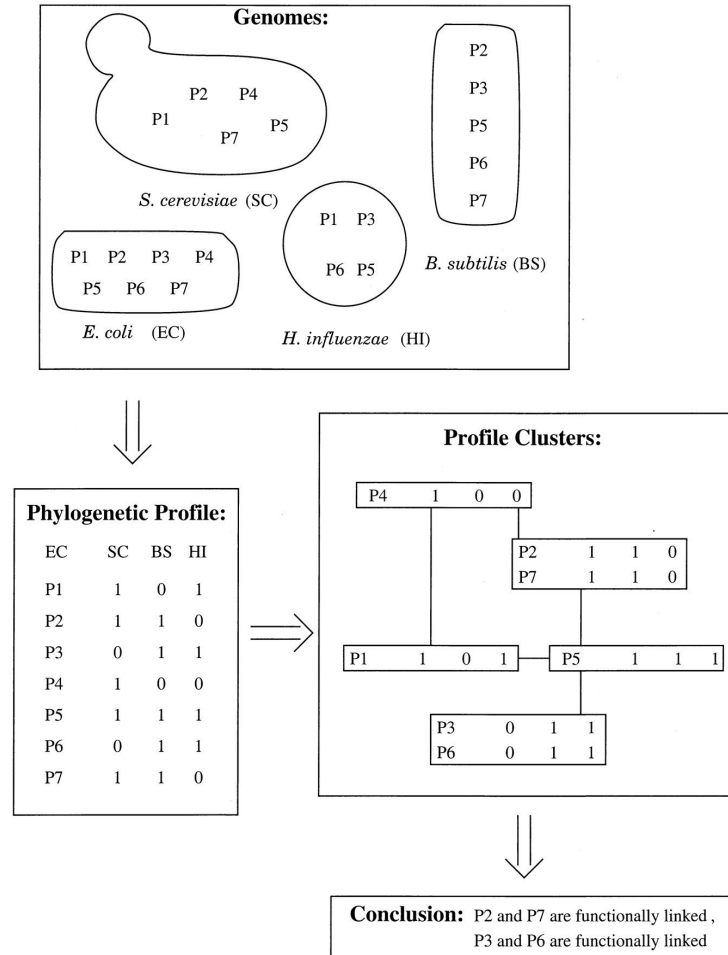 Genomes:
P2 P4
P1 P7 P5
S. cerevisiae (SC)
P2
P3
P5
P6
P7
B. subtilis (BS)
P1 P2 P3 P4
P5 P6 P7
E. coli (EC)
P1 P3
P6 P5
H. influenzae (HI)
Phylogenetic Profile:
EC SC BS HI
P1 1 0 1
P2 1 1 0
P3 0 1 1
P4 1 0 0
P5 1 1 1
P6 0 1 1
P7 1 1 0
Profile Clusters:
P4 1 0 0
P2 1 1 0
P7 1 1 0
P1 1 0 1
P5 1 1 1
P3 0 1 1
P6 0 1 1
Conclusion: P2 and P7 are functionally linked ,
P3 and P6 are functionally linked